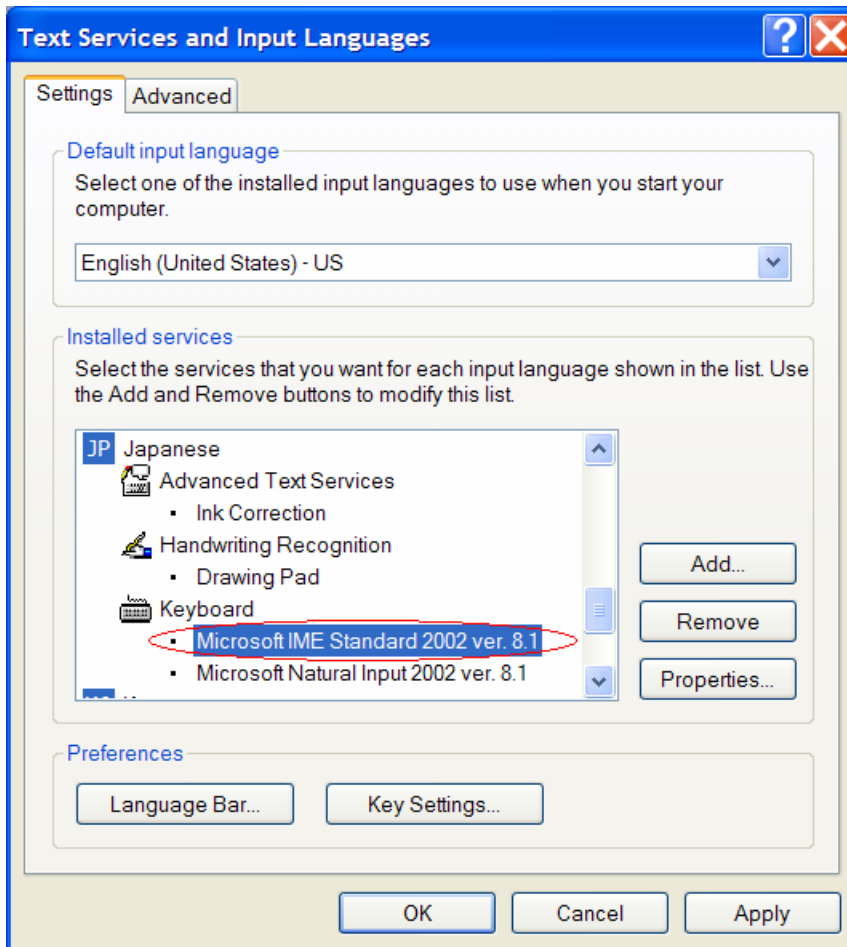 Text Services and Input Languages
Settings
Advanced
Default input language
Select one of the installed input languages to use when you start your
computer.
English (United States) - US
Installed services
Select the services that you want for each input language shown in the list. Use
the Add and Remove buttons to modify this list.
JP Japanese
Advanced Text Services
Ink Correction
Handwriting Recognition
Drawing Pad
Keyboard
Microsoft IME Standard 2002 ver. 8.1
Microsoft Natural Input 2002 ver. 8.1
Add...
Remove
Properties...
Preferences
Language Bar...
Key Settings...
OK
Cancel
Apply